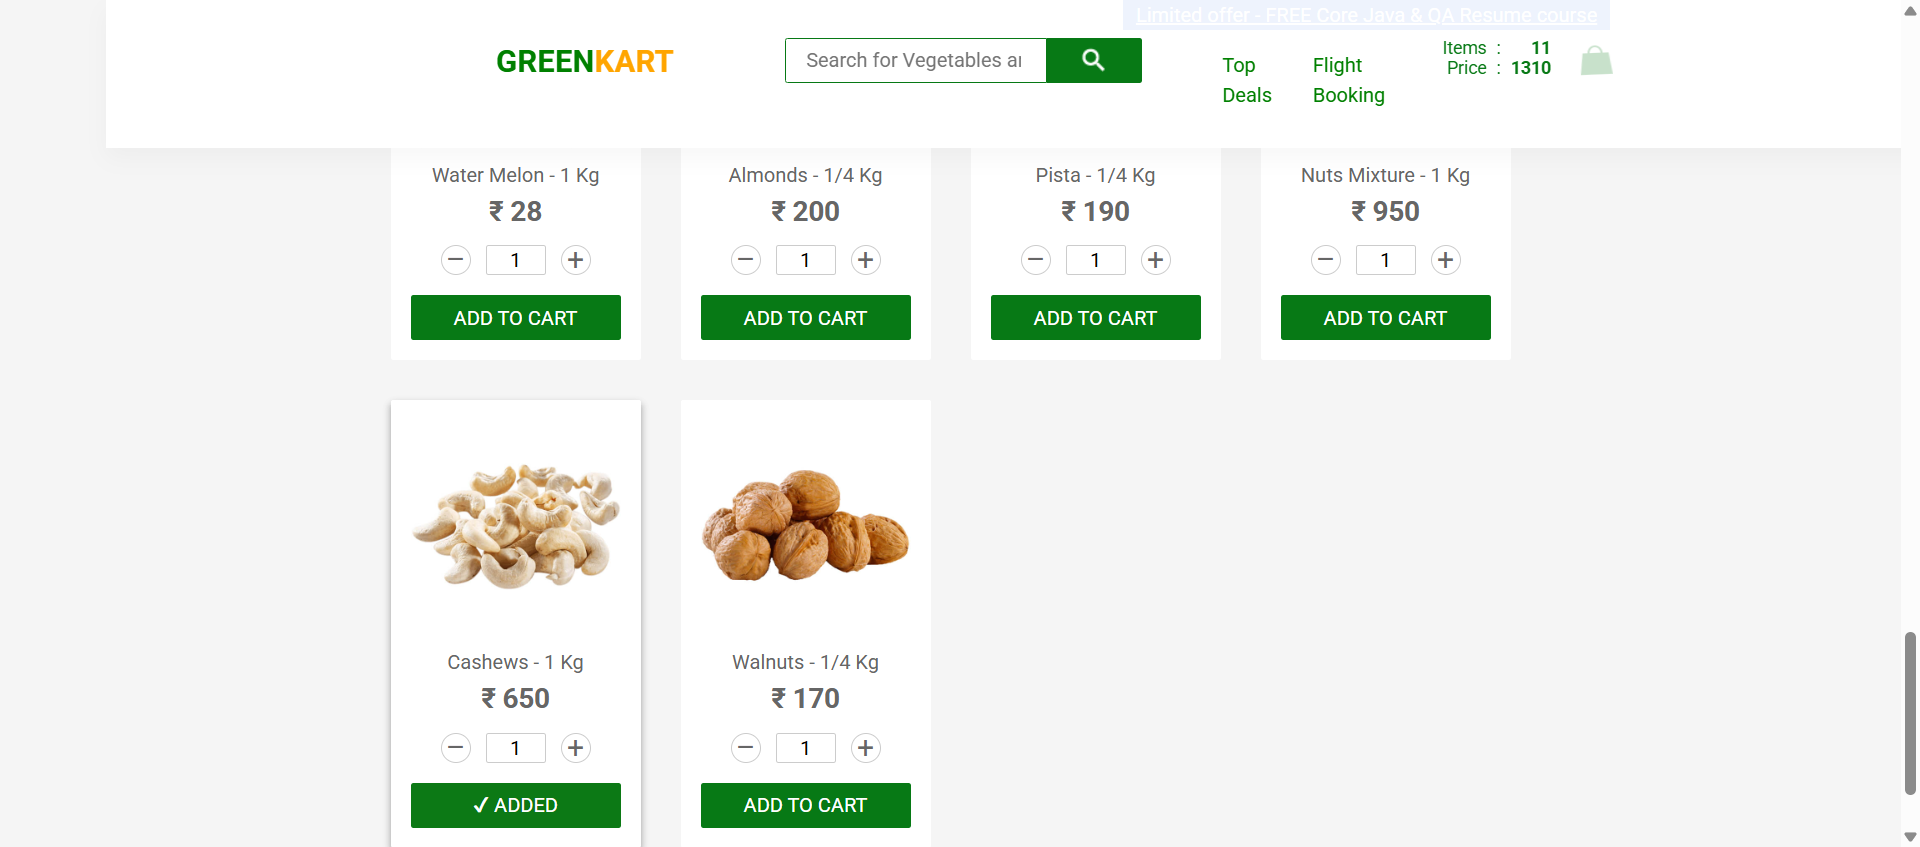 Limited offer - FREE Core Java & QA Resume course
GREENKART
Search for Vegetables a
Top Deals
Flight Booking
Items : 11
Price : 1310
Water Melon - 1 Kg
₹ 28
− 1 +
ADD TO CART
Almonds - 1/4 Kg
₹ 200
− 1 +
ADD TO CART
Pista - 1/4 Kg
₹ 190
− 1 +
ADD TO CART
Nuts Mixture - 1 Kg
₹ 950
− 1 +
ADD TO CART
Cashews - 1 Kg
₹ 650
− 1 +
✓ ADDED
Walnuts - 1/4 Kg
₹ 170
− 1 +
ADD TO CART